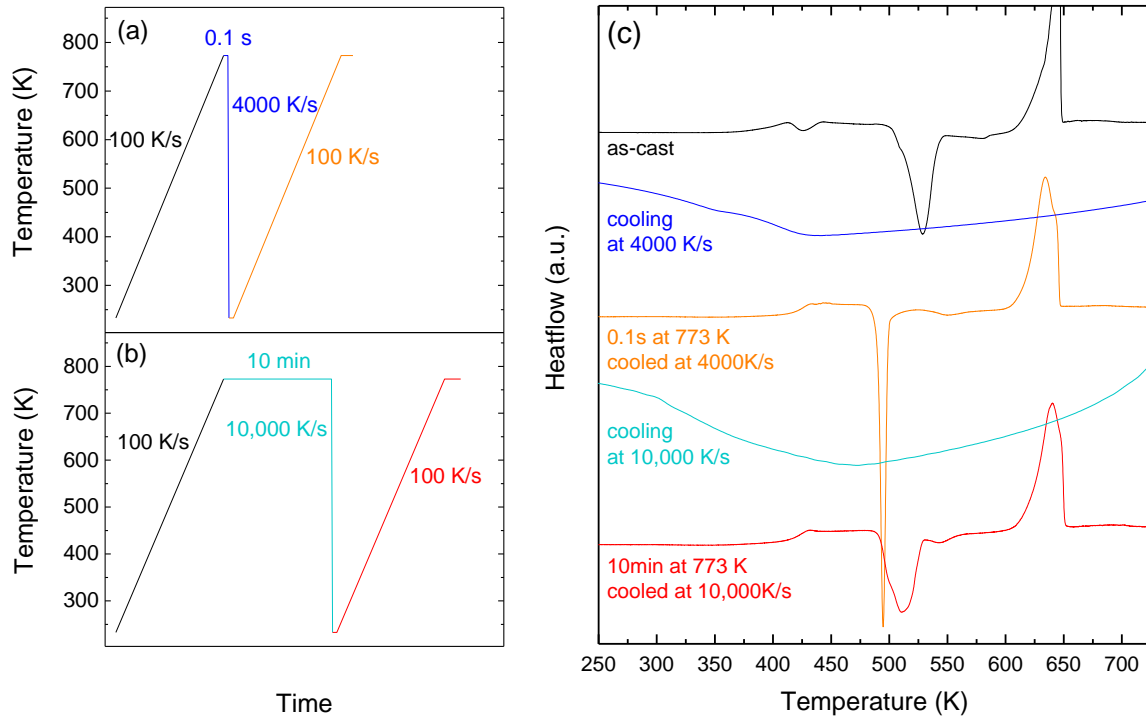 (a)
0.1 s
100 K/s
4000 K/s
100 K/s
Temperature (K)
800
700
600
500
400
300
(b)
10 min
100 K/s
10,000 K/s
100 K/s
Temperature (K)
800
700
600
500
400
300
Time
(c)
as-cast
cooling
at 4000 K/s
0.1s at 773 K
cooled at 4000K/s
cooling
at 10,000 K/s
10min at 773 K
cooled at 10,000K/s
Heatflow (a.u.)
250 300 350 400 450 500 550 600 650 700
Temperature (K)